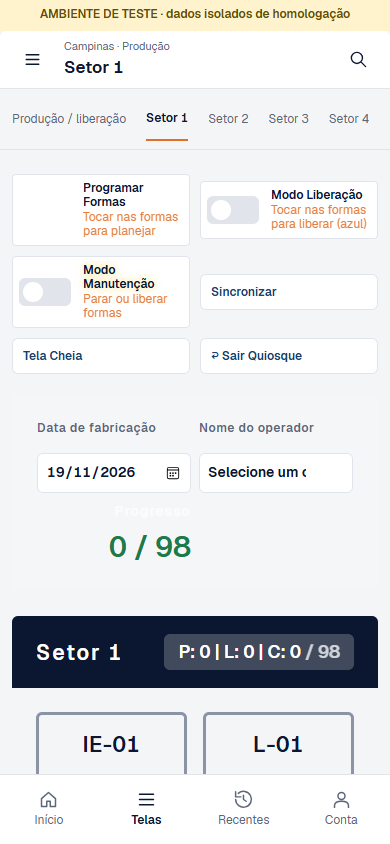 AMBIENTE DE TESTE · dados isolados de homologação
Campinas · Produção
Setor 1
Produção / liberação
Setor 1
Setor 2
Setor 3
Setor 4
Programar
Formas
Tocar nas formas
para planejar
Modo Liberação
Tocar nas formas
para liberar (azul)
Modo
Manutenção
Parar ou liberar
formas
Sincronizar
Tela Cheia
Sair Quiosque
Data de fabricação
Nome do operador
19/11/2026
Selecione um
Progresso
0 / 98
Setor 1
P: 0 | L: 0 | C: 0 / 98
IE-01
L-01
Início
Telas
Recentes
Conta